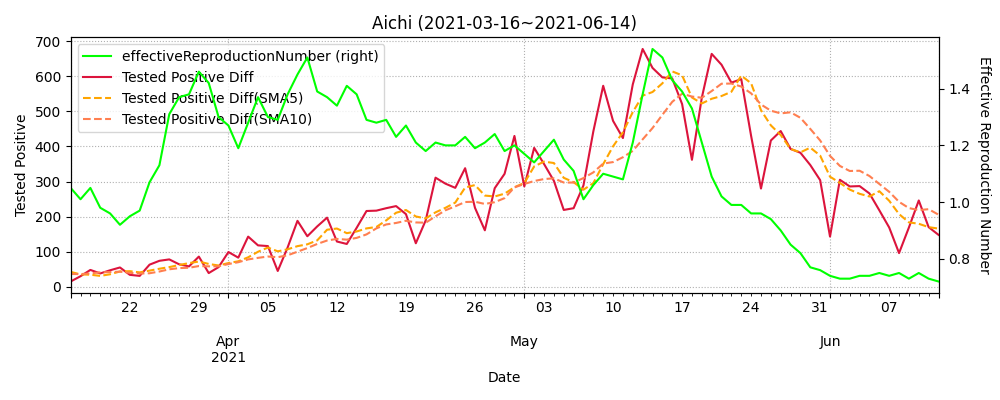 Aichi (2021-03-16~2021-06-14)
effectiveReproductionNumber (right)
Tested Positive Diff
Tested Positive Diff(SMA5)
Tested Positive Diff(SMA10)
Tested Positive
700
600
500
400
300
200
100
0
1.4
1.2
1.0
0.8
Effective Reproduction Number
22 29 05 12 19 26 03 10 17 24 31 07
Apr May Jun
2021
Date